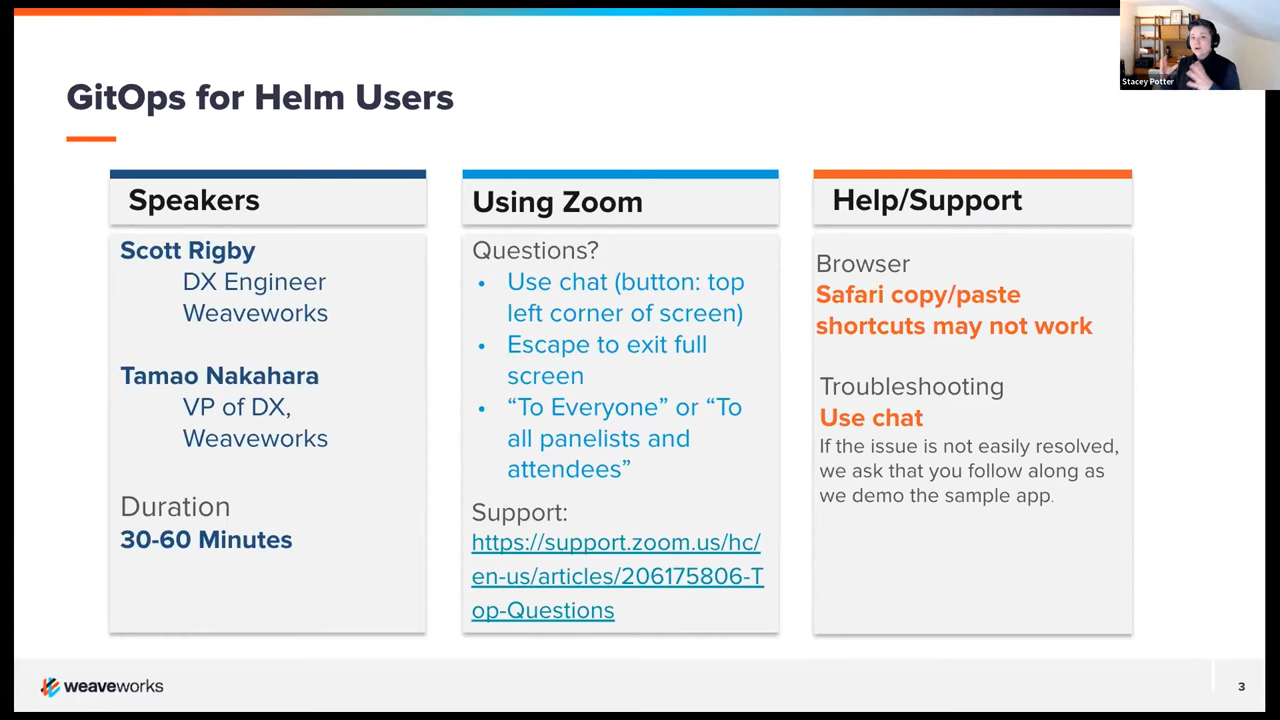 Stacey Potter
GitOps for Helm Users
Speakers
Scott Rigby
DX Engineer
Weaveworks
Tamao Nakahara
VP of DX,
Weaveworks
Duration
30-60 Minutes
Using Zoom
Questions?
• Use chat (button: top
left corner of screen)
• Escape to exit full
screen
• “To Everyone” or “To
all panelists and
attendees”
Support:
https://support.zoom.us/hc/
en-us/articles/206175806-T
op-Questions
Help/Support
Browser
Safari copy/paste
shortcuts may not work
Troubleshooting
Use chat
If the issue is not easily resolved,
we ask that you follow along as
we demo the sample app.
weaveworks
3